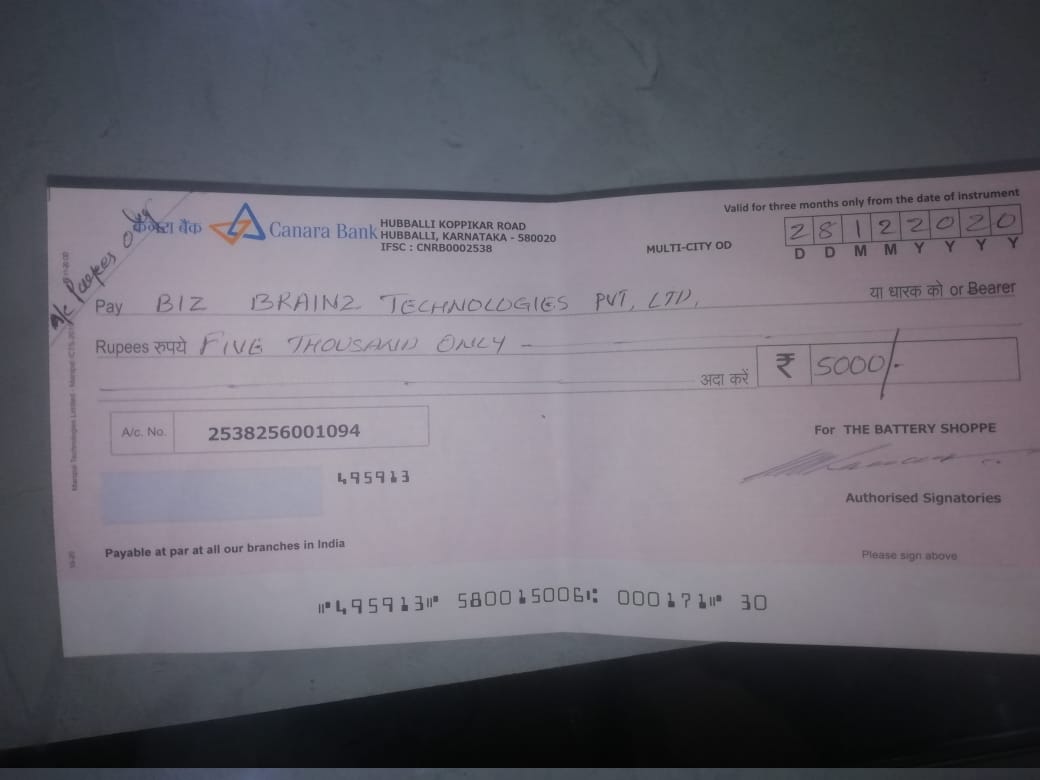 A/c Payees only
केनरा बैंक Canara Bank
HUBBALLI KOPPIKAR ROAD
HUBBALLI, KARNATAKA - 580020
IFSC : CNRB0002538
MULTI-CITY OD
Valid for three months only from the date of instrument
2 8 1 2 2 0 2 0
D D M M Y Y Y Y
Pay BIZ BRAINZ TECHNOLOGIES PVT, LTD, या धारक को or Bearer
Rupees रुपये FIVE THOUSAND ONLY -
अदा करें ₹ 5000/-
A/c. No. 2538256001094
For THE BATTERY SHOPPE
495913
Authorised Signatories
Payable at par at all our branches in India
Please sign above
⑈495913⑈ 580015006⑆ 000171⑈ 30